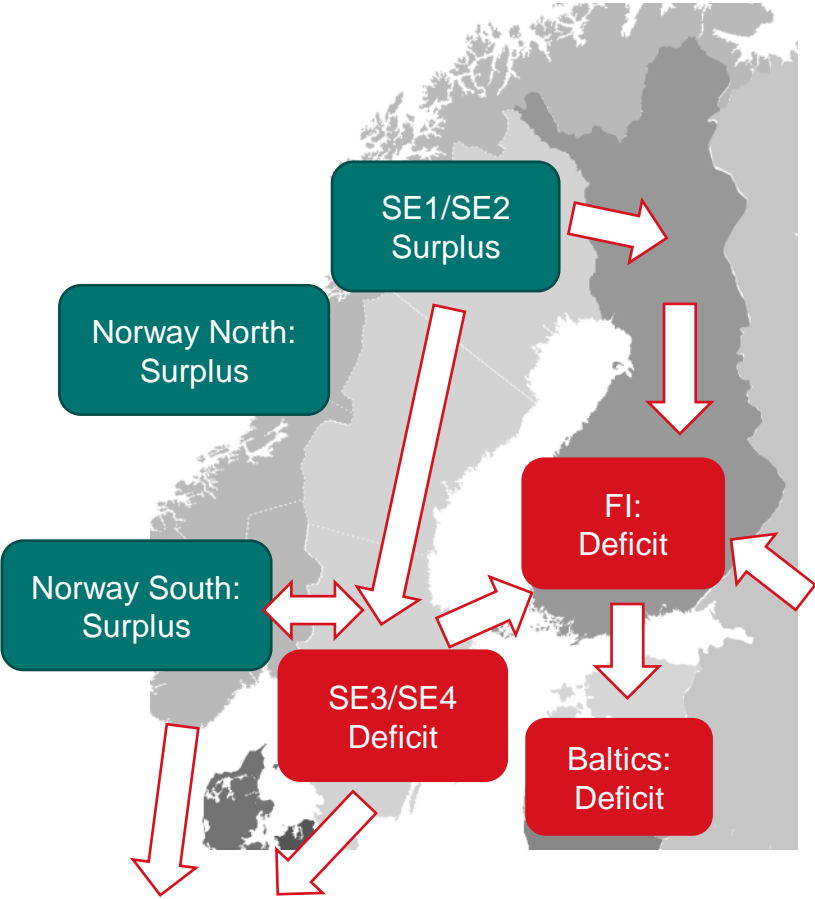 SE1/SE2
Surplus
Norway North:
Surplus
FI:
Deficit
Norway South:
Surplus
SE3/SE4
Deficit
Baltics:
Deficit